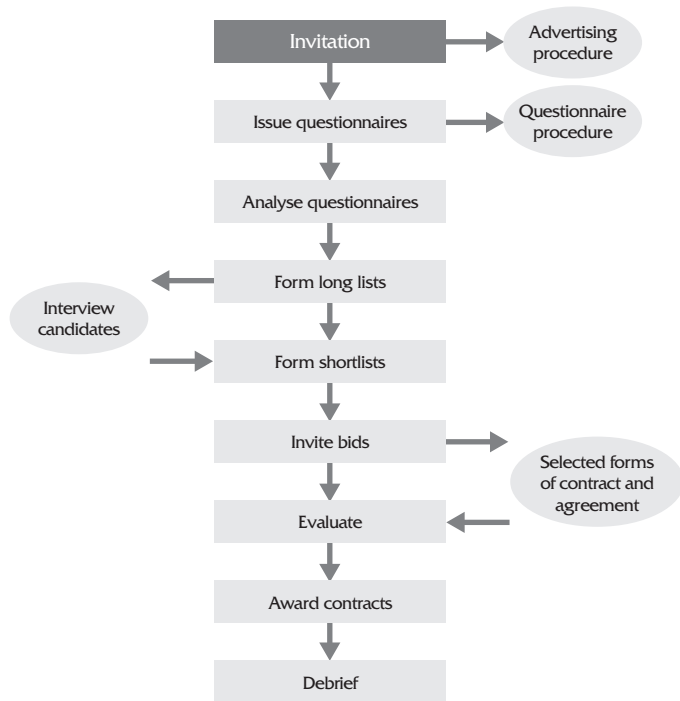 Invitation
Advertising
procedure
Issue questionnaires
Questionnaire
procedure
Analyse questionnaires
Form long lists
Interview
candidates
Form shortlists
Invite bids
Selected forms
of contract and
agreement
Evaluate
Award contracts
Debrief